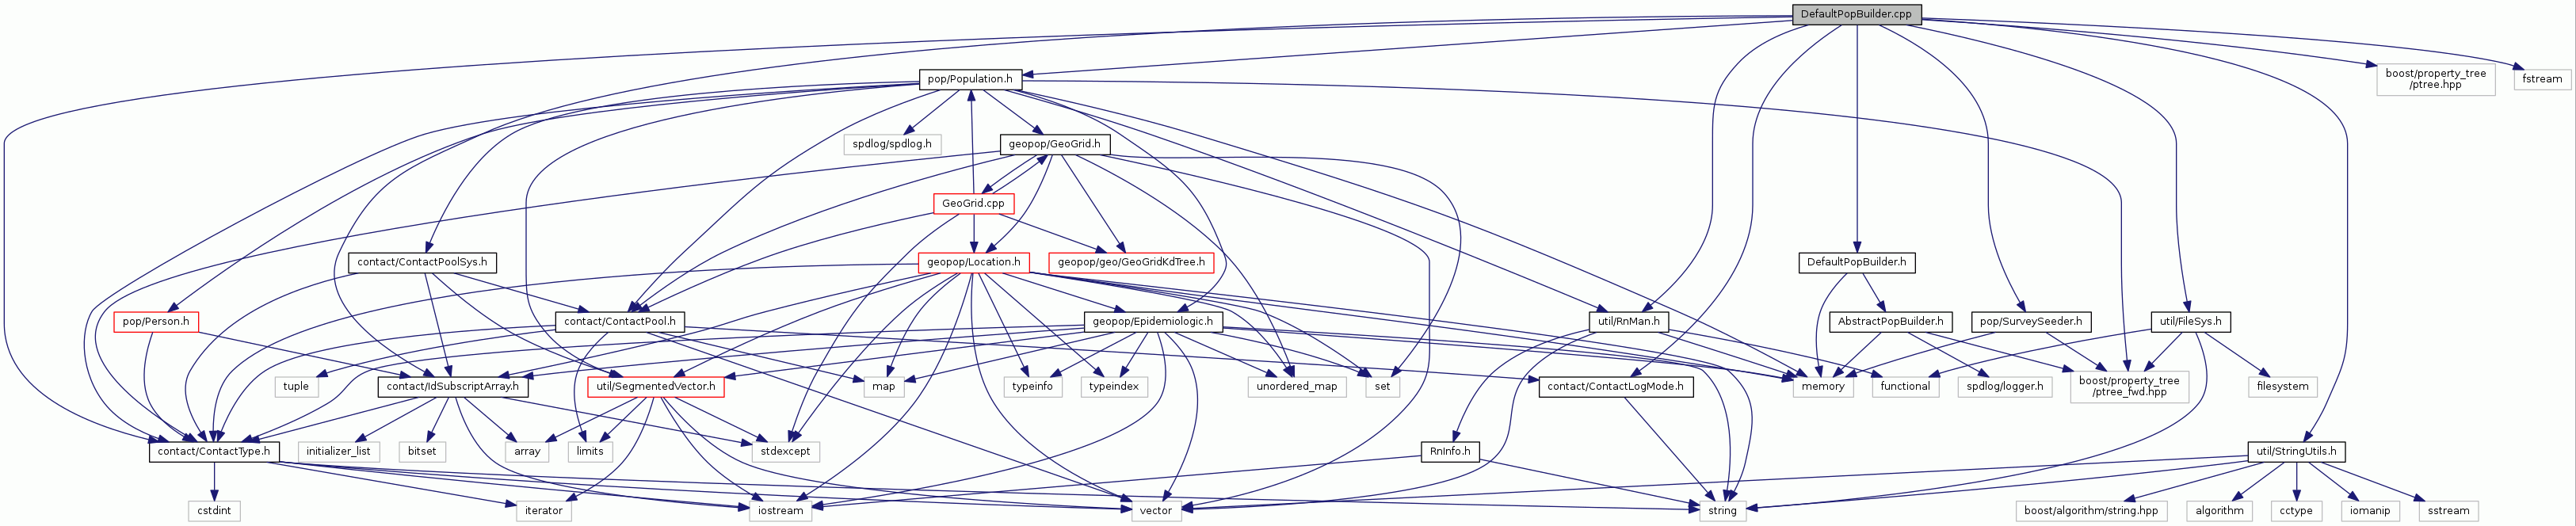 DefaultPopBuilder.cpp
pop/Population.h
boost/property_tree
/ptree.hpp
fstream
spdlog/spdlog.h
geopop/GeoGrid.h
GeoGrid.cpp
contact/ContactPoolSys.h
geopop/Location.h
geopop/geo/GeoGridKdTree.h
DefaultPopBuilder.h
pop/Person.h
contact/ContactPool.h
geopop/Epidemiologic.h
util/RnMan.h
AbstractPopBuilder.h
pop/SurveySeeder.h
util/FileSys.h
tuple
contact/IdSubscriptArray.h
util/SegmentedVector.h
map
typeinfo
typeindex
unordered_map
set
contact/ContactLogMode.h
memory
functional
spdlog/logger.h
boost/property_tree
/ptree_fwd.hpp
filesystem
contact/ContactType.h
initializer_list
bitset
array
limits
stdexcept
RnInfo.h
util/StringUtils.h
cstdint
iterator
iostream
vector
string
boost/algorithm/string.hpp
algorithm
cctype
iomanip
sstream